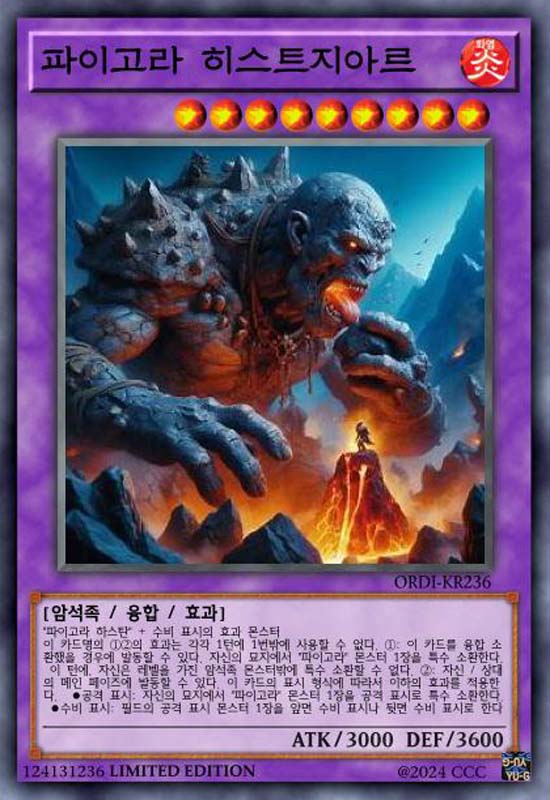 파이고라 히스트지아르
화염
炎
ORDI-KR236
[암석족 / 융합 / 효과]
"파이고라 하스탄" + 수비 표시의 효과 몬스터
이 카드명의 ①②의 효과는 각각 1턴에 1번밖에 사용할 수 없다. ①: 이 카드를 융합 소
환했을 경우에 발동할 수 있다. 자신의 묘지에서 "파이고라" 몬스터 1장을 특수 소환한다.
이 턴에, 자신은 레벨을 가진 암석족 몬스터밖에 특수 소환할 수 없다. ②: 자신 / 상대
의 메인 페이즈에 발동할 수 있다. 이 카드의 표시 형식에 따라서 이하의 효과를 적용한
다. ●공격 표시: 자신의 묘지에서 "파이고라" 몬스터 1장을 공격 표시로 특수 소환한다.
●수비 표시: 필드의 공격 표시 몬스터 1장을 앞면 수비 표시나 뒷면 수비 표시로 한다
ATK/3000 DEF/3600
124131236 LIMITED EDITION
@2024 CCC